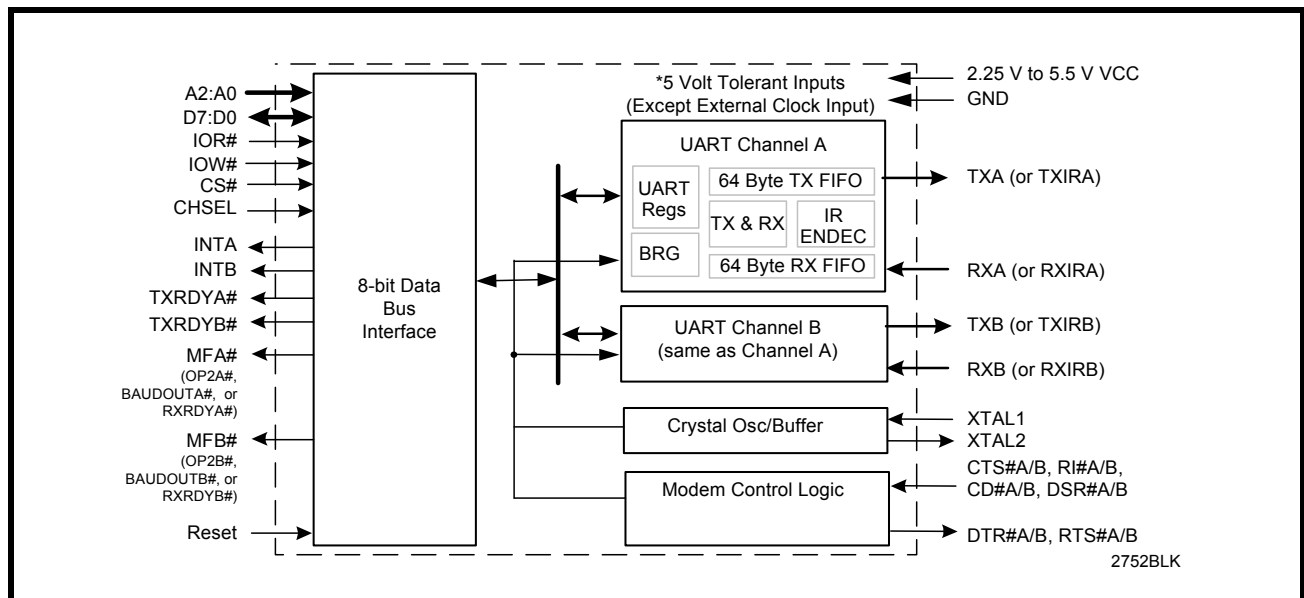 A2:A0
D7:D0
IOR#
IOW#
CS#
CHSEL
INTA
INTB
TXRDYA#
TXRDYB#
MFA#
(OP2A#,
BAUDOUTA#, or
RXRDYA#)
MFB#
(OP2B#,
BAUDOUTB#, or
RXRDYB#)
Reset
8-bit Data
Bus
Interface
*5 Volt Tolerant Inputs
(Except External Clock Input)
UART Channel A
UART
Regs
BRG
64 Byte TX FIFO
TX & RX
IR
ENDEC
64 Byte RX FIFO
UART Channel B
(same as Channel A)
Crystal Osc/Buffer
Modem Control Logic
2.25 V to 5.5 V VCC
GND
TXA (or TXIRA)
RXA (or RXIRA)
TXB (or TXIRB)
RXB (or RXIRB)
XTAL1
XTAL2
CTS#A/B, RI#A/B,
CD#A/B, DSR#A/B
DTR#A/B, RTS#A/B
2752BLK